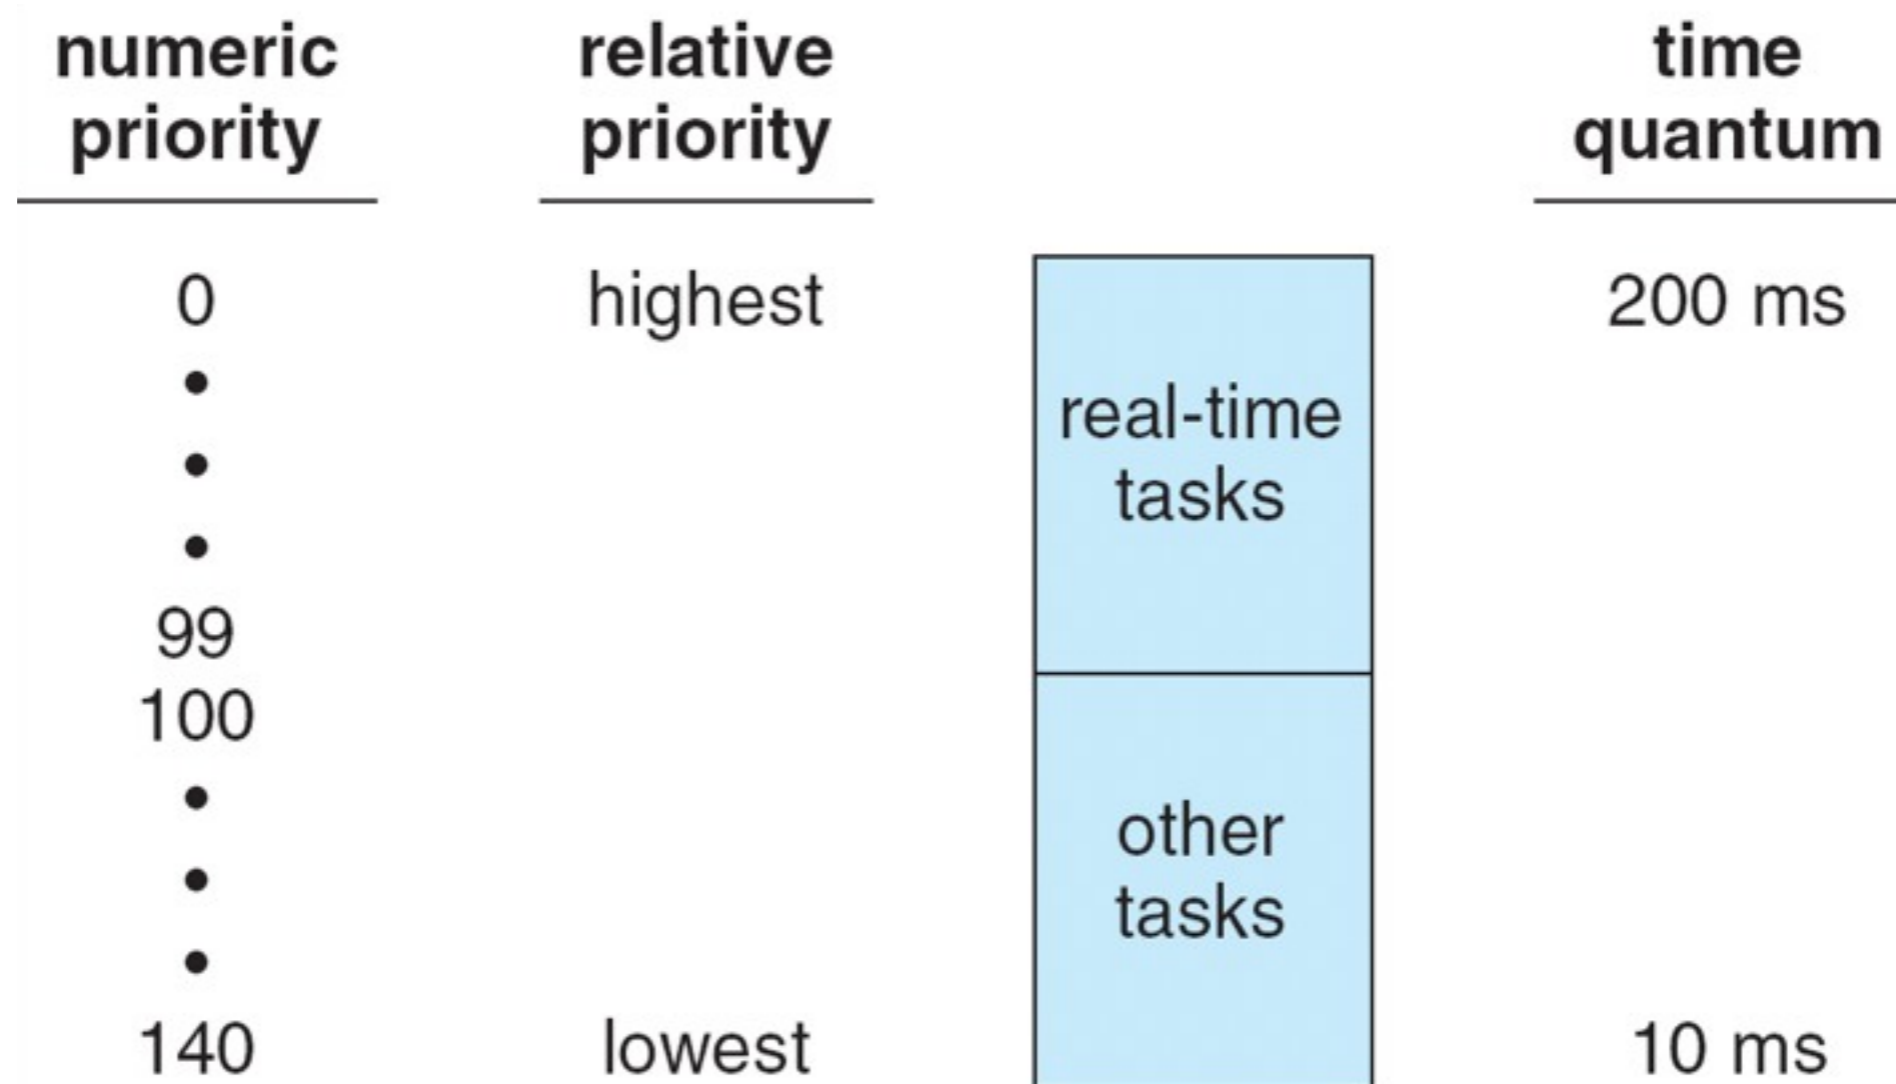 numeric priority
relative priority
time quantum
0 highest 200 ms
•
real-time
•
tasks
•
99
100
•
other
•
tasks
•
140 lowest 10 ms